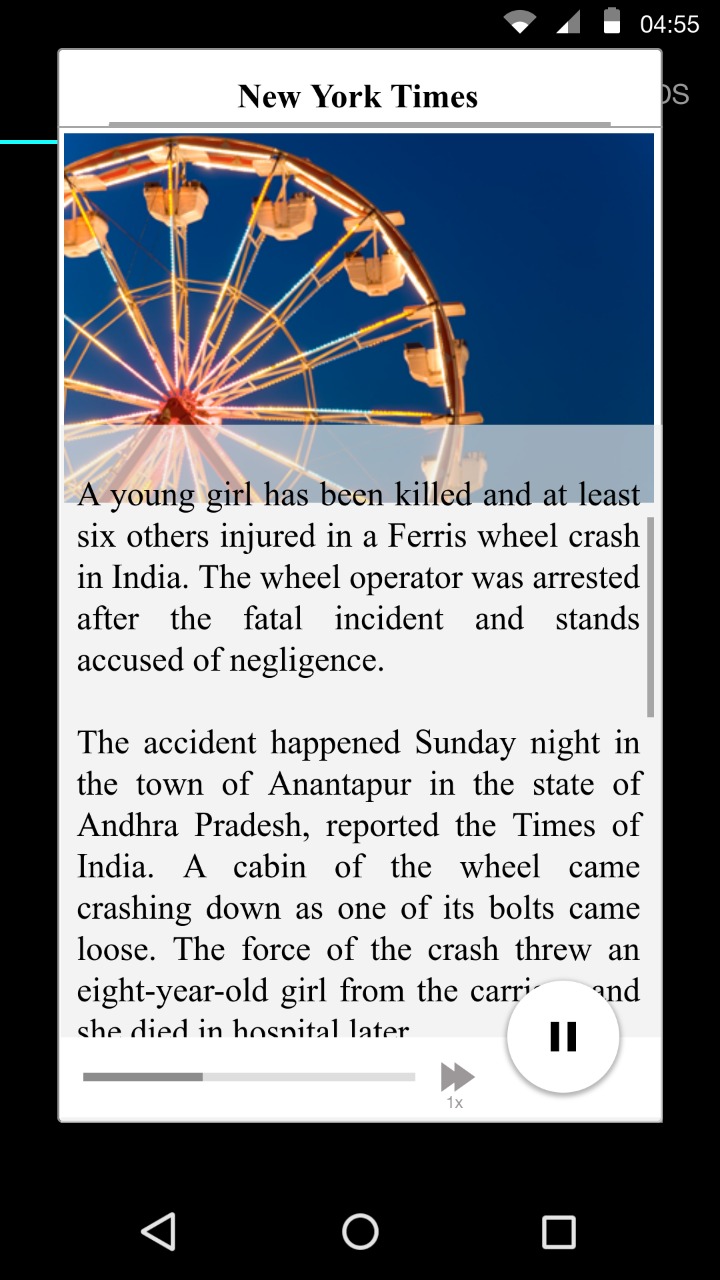 04:55
DS
New York Times
A young girl has been killed and at least
six others injured in a Ferris wheel crash
in India. The wheel operator was arrested
after the fatal incident and stands
accused of negligence.
The accident happened Sunday night in
the town of Anantapur in the state of
Andhra Pradesh, reported the Times of
India. A cabin of the wheel came
crashing down as one of its bolts came
loose. The force of the crash threw an
eight-year-old girl from the and
she died in hospital later
1x